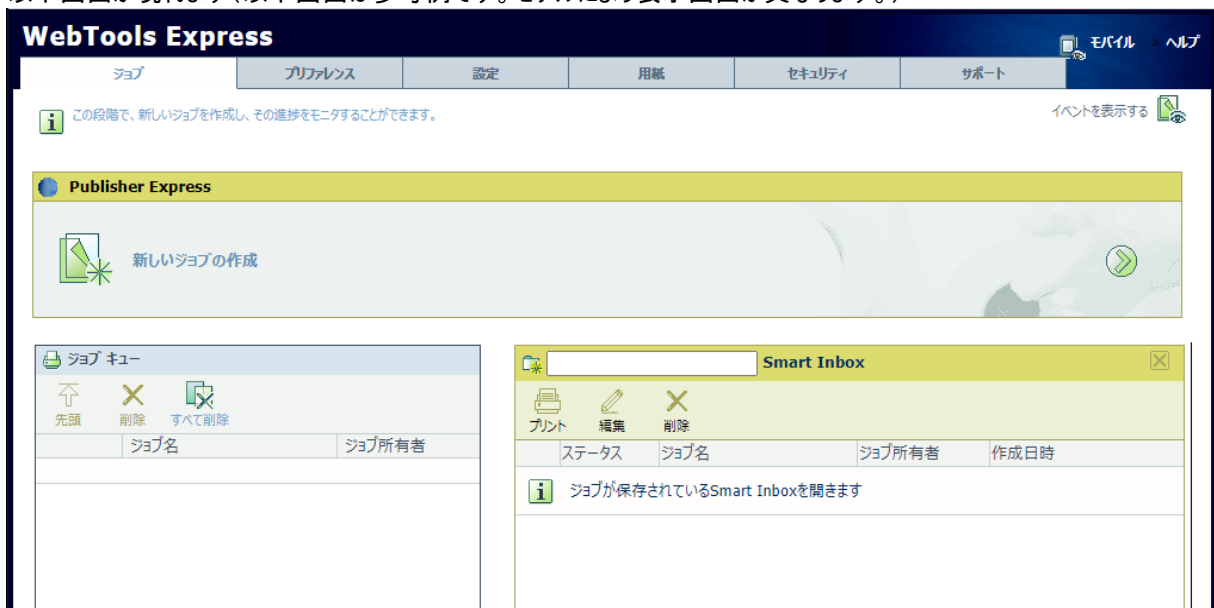 WebTools Express
モバイル ヘルプ
ジョブ プリファレンス 設定 用紙 セキュリティ サポート
この段階で、新しいジョブを作成し、その進捗をモニタすることができます。
イベントを表示する
Publisher Express
新しいジョブの作成
ジョブ キュー
先頭 削除 すべて削除
ジョブ名 ジョブ所有者
Smart Inbox
プリント 編集 削除
ステータス ジョブ名 ジョブ所有者 作成日時
ジョブが保存されているSmart Inboxを開きます